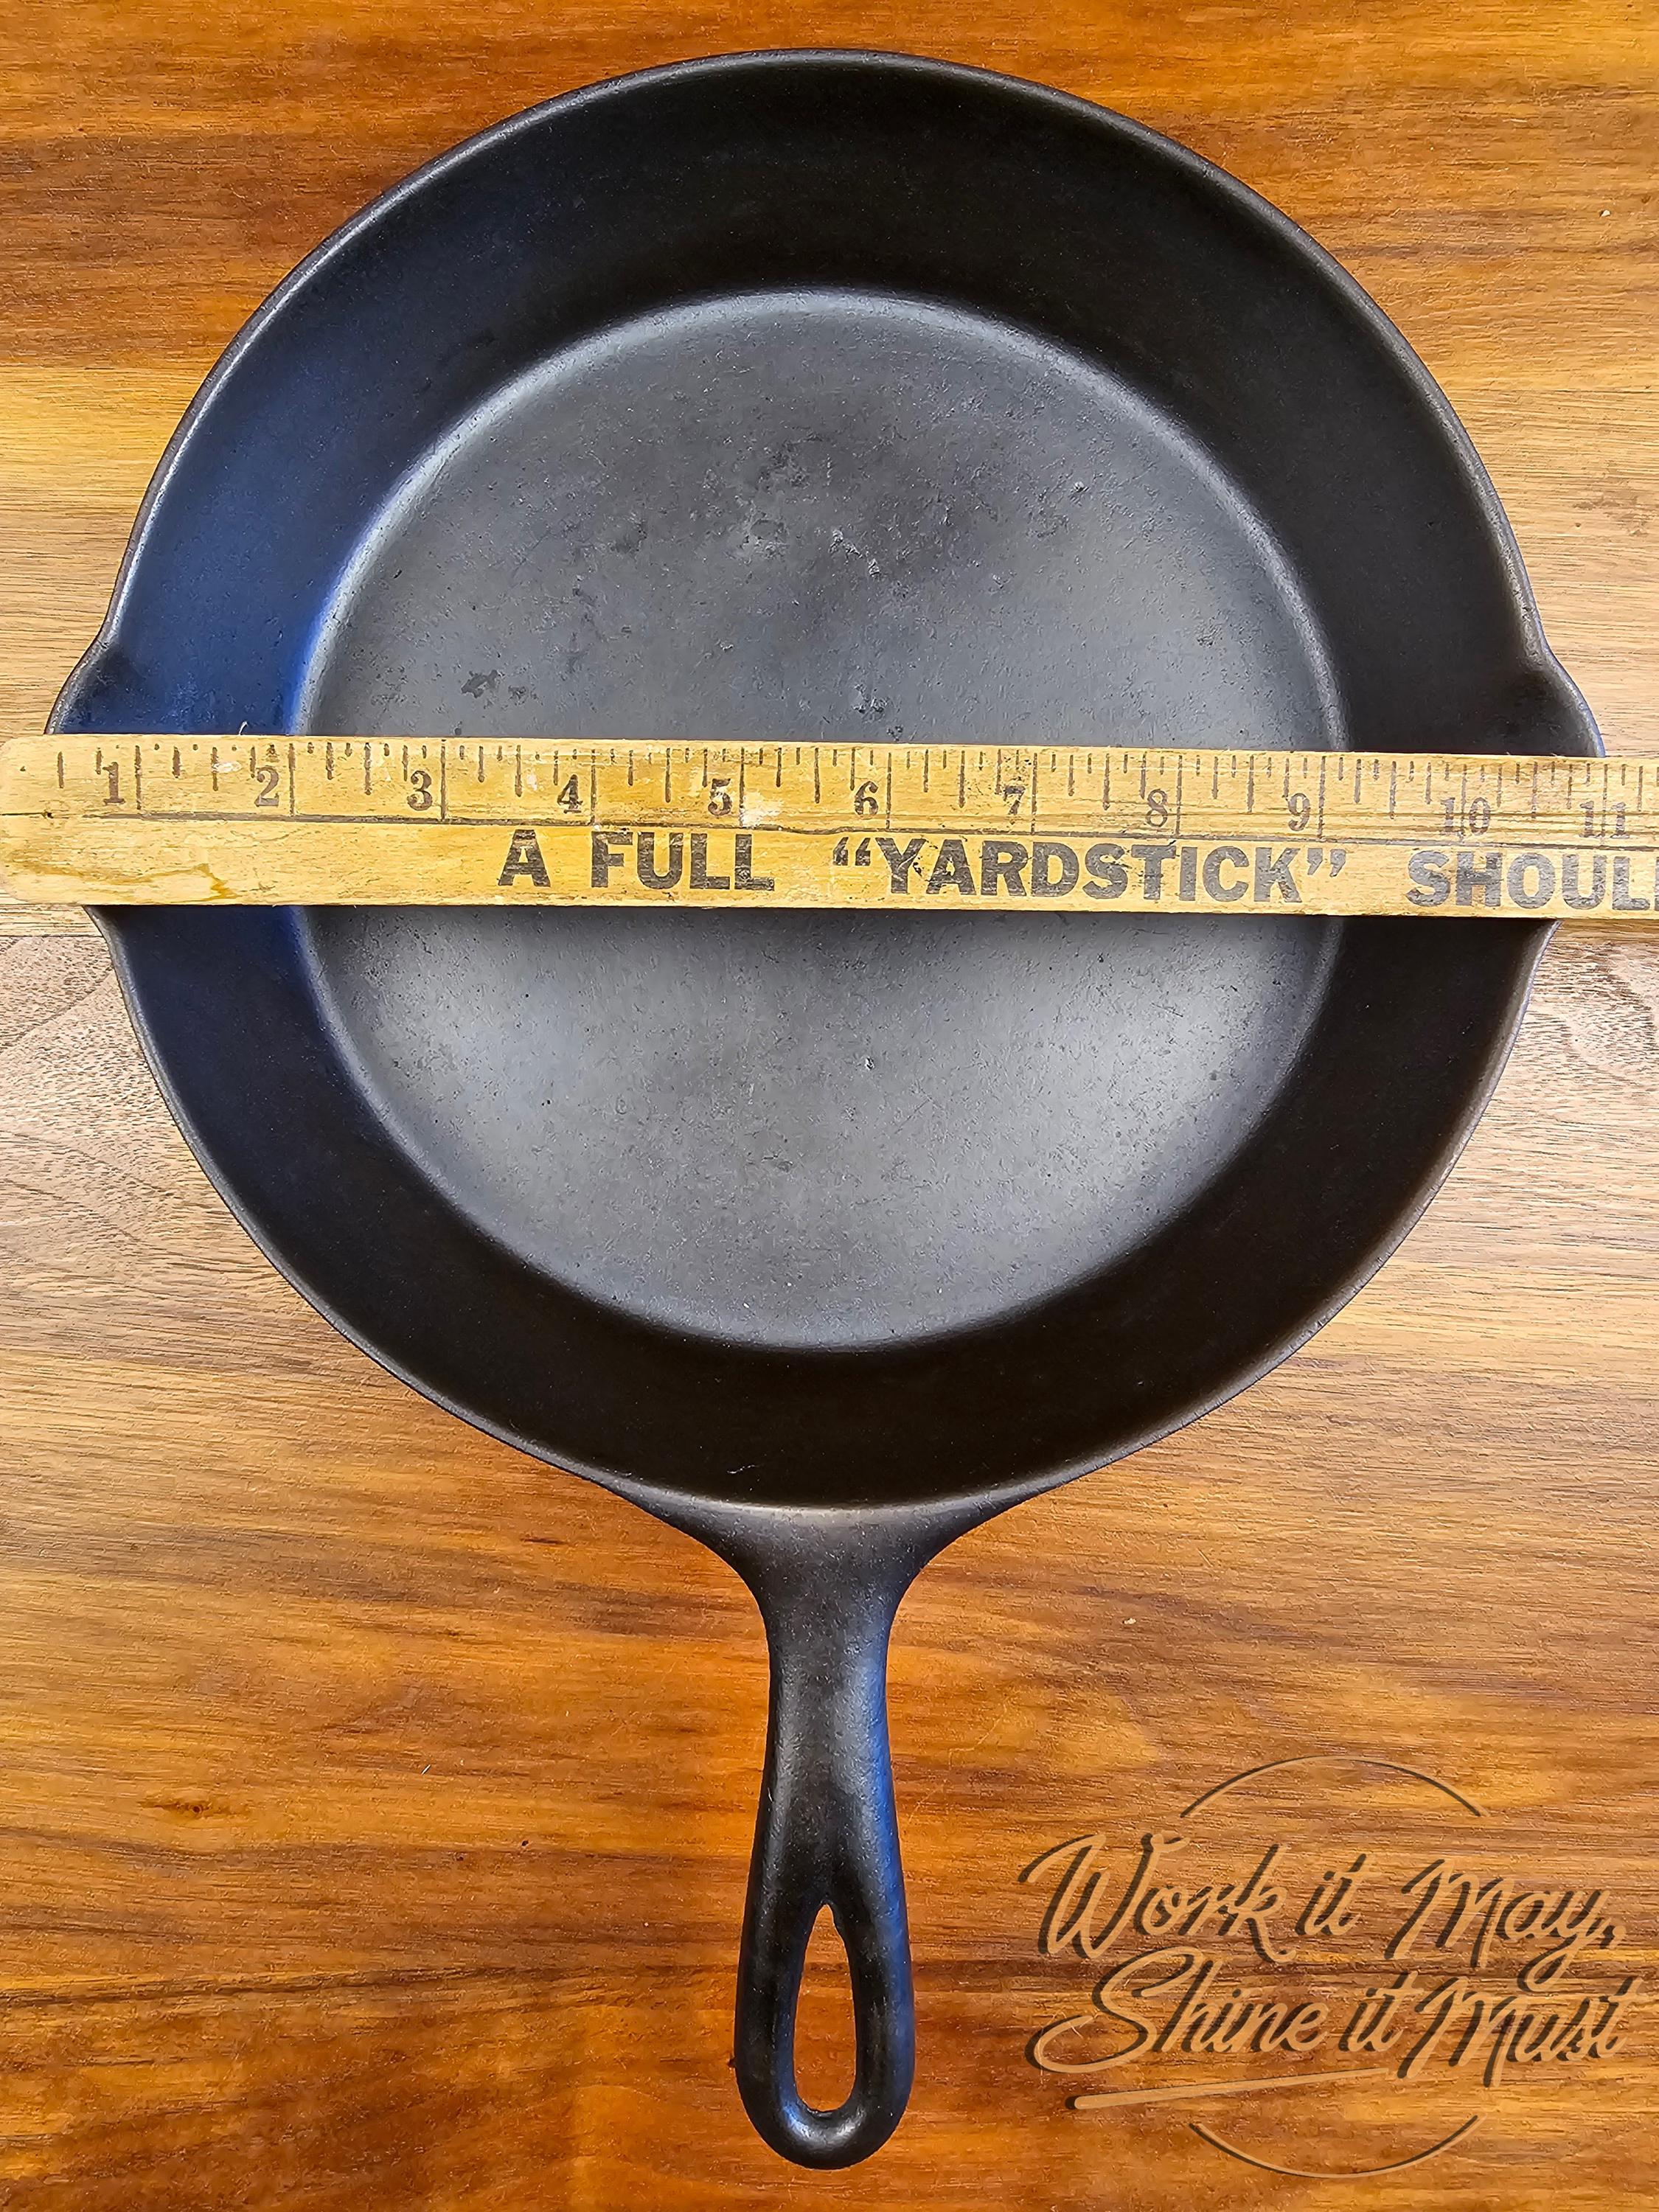 1 2 3 4 5 6 7 8 9 10 11
A FULL "YARDSTICK" SHOUL
Work it May,
Shine it Must